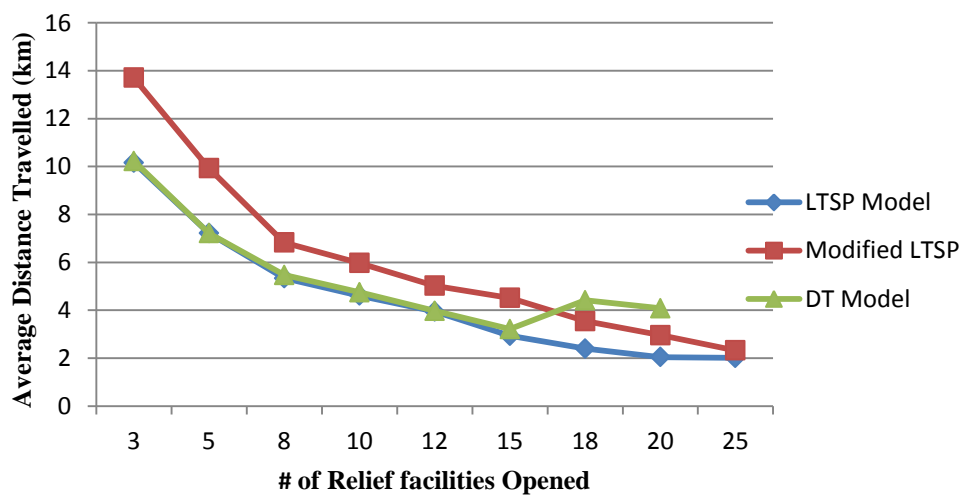 16
14
12
10
8
6
4
2
0
Average Distance Travelled (km)
3 5 8 10 12 15 18 20 25
# of Relief facilities Opened
LTSP Model
Modified LTSP
DT Model